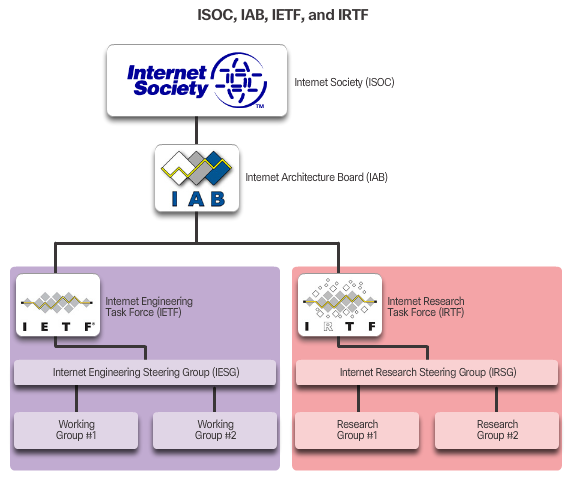 ISOC, IAB, IETF, and IRTF
Internet
Society
TM
Internet Society (ISOC)
IAB
Internet Architecture Board (IAB)
IETF®
Internet Engineering
Task Force (IETF)
IRTF
Internet Research
Task Force (IRTF)
Internet Engineering Steering Group (IESG)
Internet Research Steering Group (IRSG)
Working
Group #1
Working
Group #2
Research
Group #1
Research
Group #2